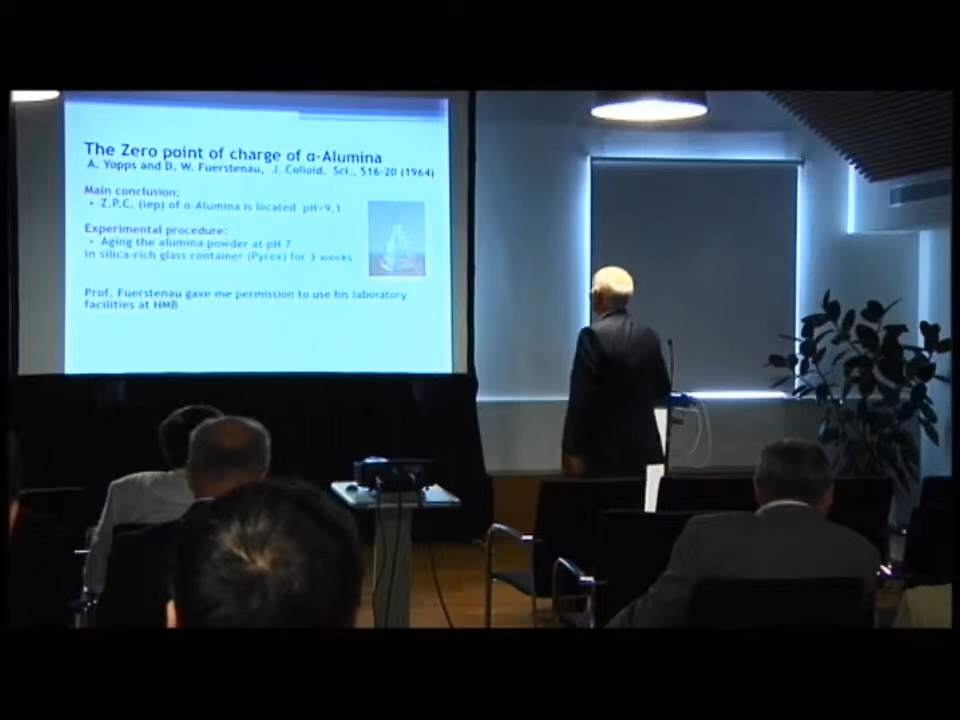 The Zero point of charge of α-Alumina
A. Yopps and D. W. Fuerstenau, J. Colloid. Sci., 516-20 (1964)
Main conclusion:
• Z.P.C. (iep) of α-Alumina is located pH~9.1
Experimental procedure:
• Aging the alumina powder at pH 7
in silica-rich glass container (Pyrex) for 3 weeks
Prof. Fuerstenau gave me permission to use his laboratory
facilities at HMB